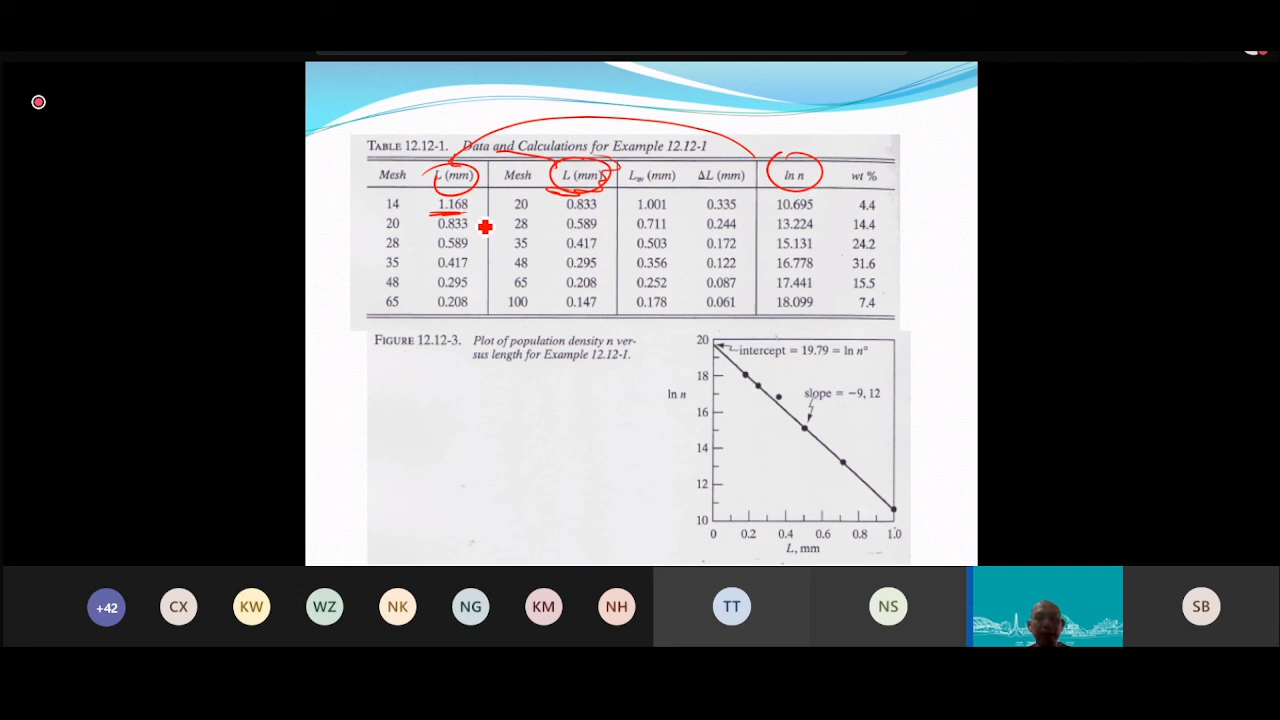 TABLE 12.12-1. Data and Calculations for Example 12.12-1
Mesh L (mm) Mesh L (mm) Lav (mm) ΔL (mm) ln n wt %
14 1.168 20 0.833 1.001 0.335 10.695 4.4
20 0.833 28 0.589 0.711 0.244 13.224 14.4
28 0.589 35 0.417 0.503 0.172 15.131 24.2
35 0.417 48 0.295 0.356 0.122 16.778 31.6
48 0.295 65 0.208 0.252 0.087 17.441 15.5
65 0.208 100 0.147 0.178 0.061 18.099 7.4
FIGURE 12.12-3. Plot of population density n ver-
sus length for Example 12.12-1.
20
intercept = 19.79 = ln n°
18
ln n
slope = −9, 12
16
14
12
10
0 0.2 0.4 0.6 0.8 1.0
L, mm
+42 CX KW WZ NK NG KM NH TT NS SB